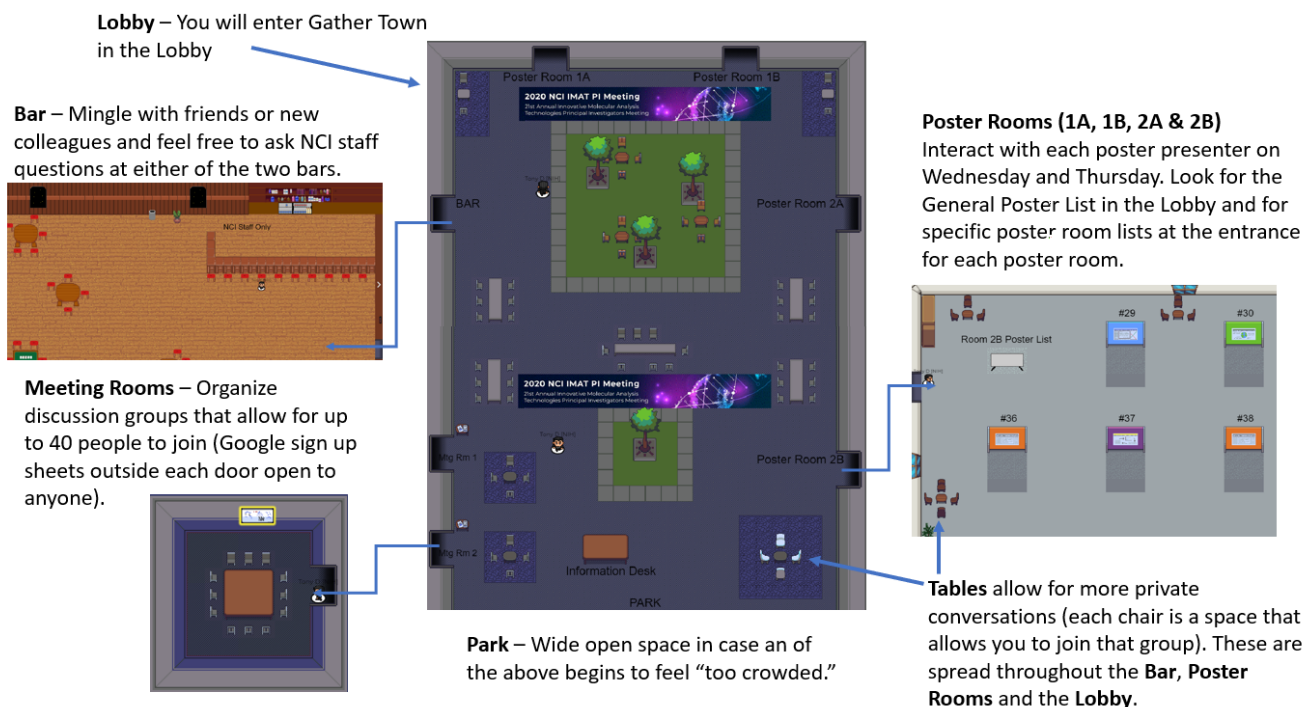 Lobby – You will enter Gather Town
in the Lobby
Bar – Mingle with friends or new
colleagues and feel free to ask NCI staff
questions at either of the two bars.
NCI Staff Only
Meeting Rooms – Organize
discussion groups that allow for up
to 40 people to join (Google sign up
sheets outside each door open to
anyone).
Poster Room 1A
Poster Room 1B
2020 NCI IMAT PI Meeting
21st Annual Innovative Molecular Analysis
Technologies Principal Investigators Meeting
BAR
Poster Room 2A
2020 NCI IMAT PI Meeting
21st Annual Innovative Molecular Analysis
Technologies Principal Investigators Meeting
Mtg Rm 1
Poster Room 2B
Mtg Rm 2
Information Desk
PARK
Park – Wide open space in case an of
the above begins to feel “too crowded.”
Poster Rooms (1A, 1B, 2A & 2B)
Interact with each poster presenter on
Wednesday and Thursday. Look for the
General Poster List in the Lobby and for
specific poster room lists at the entrance
for each poster room.
#29
#30
Room 2B Poster List
#36
#37
#38
Tables allow for more private
conversations (each chair is a space that
allows you to join that group). These are
spread throughout the Bar, Poster
Rooms and the Lobby.